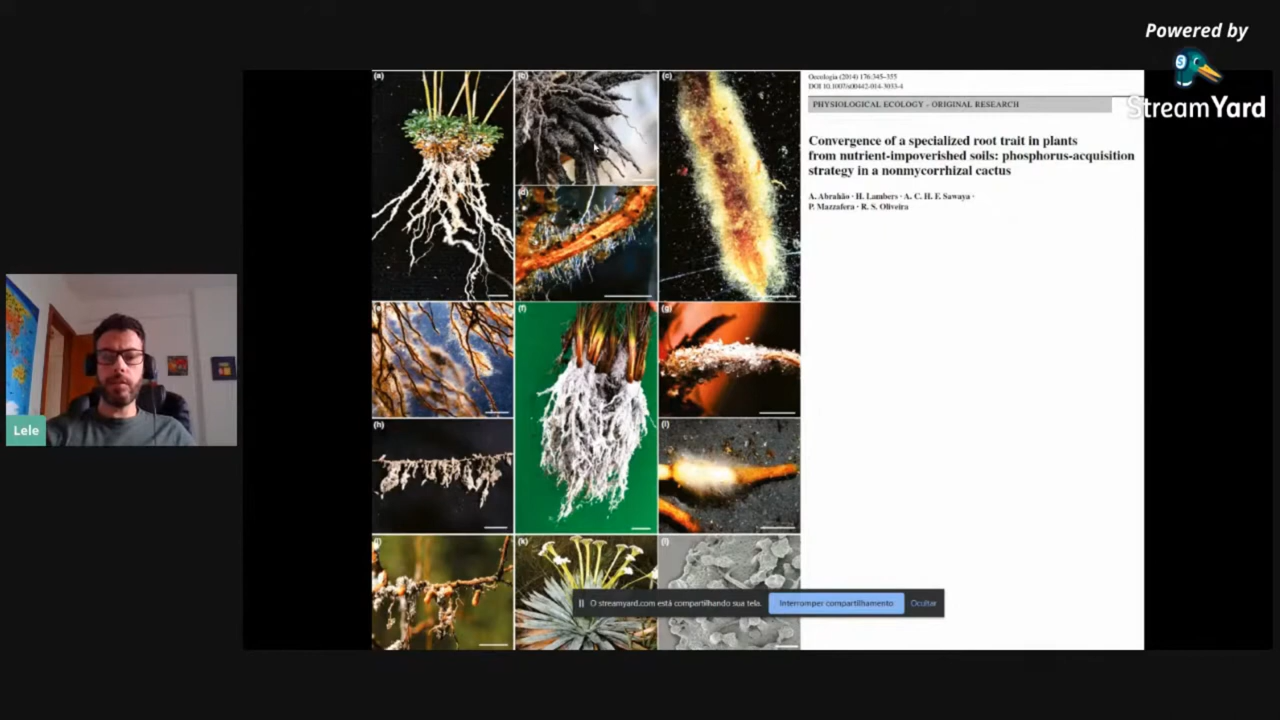 Powered by
StreamYard
Oecologia (2014) 176:345–355
DOI 10.1007/s00442-014-3033-4
PHYSIOLOGICAL ECOLOGY – ORIGINAL RESEARCH
Convergence of a specialized root trait in plants
from nutrient-impoverished soils: phosphorus-acquisition
strategy in a nonmycorrhizal cactus
A. Abrahão · H. Lambers · A. C. H. F. Sawaya ·
P. Mazzafera · R. S. Oliveira
(a)
(c)
(d)
(f)
(g)
(h)
(i)
(k)
(l)
Lele
O streamyard.com está compartilhando sua tela.
Interromper compartilhamento
Ocultar